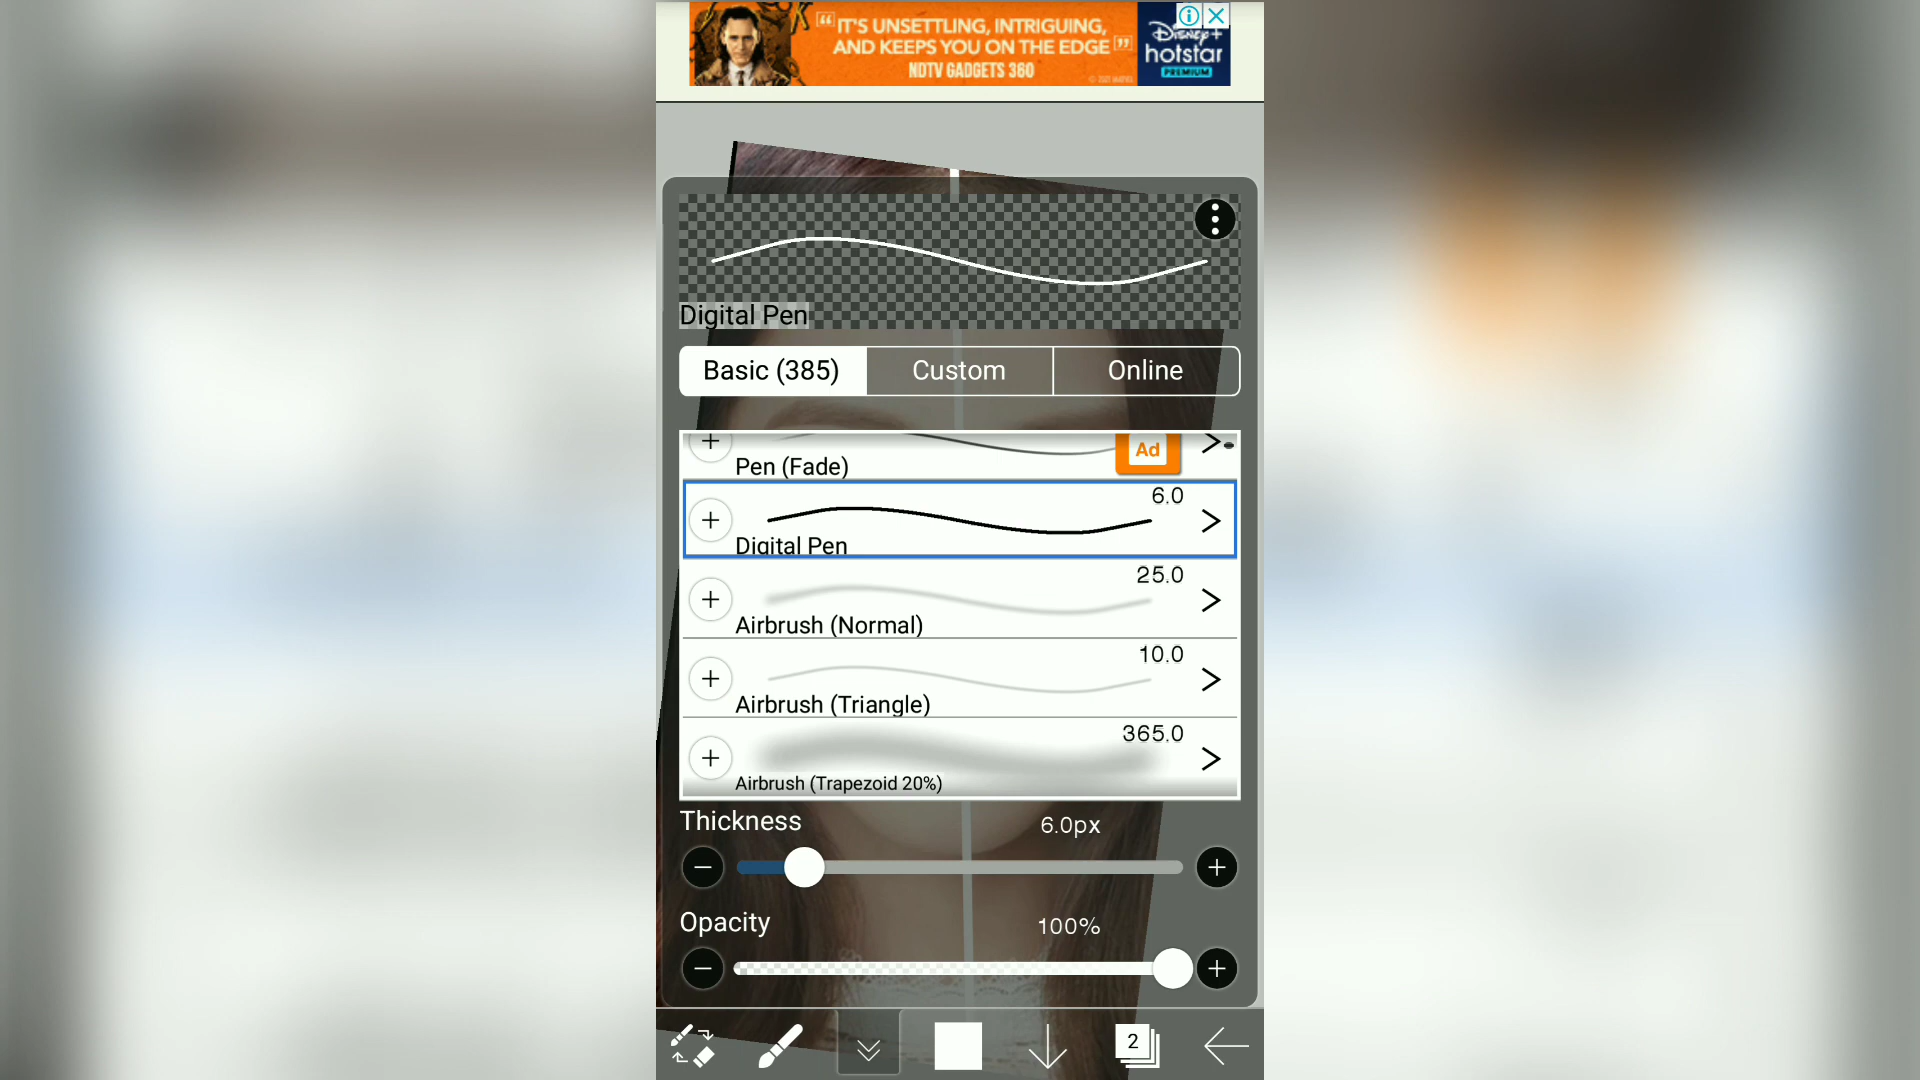 "IT'S UNSETTLING, INTRIGUING,
AND KEEPS YOU ON THE EDGE"
NDTV GADGETS 360
Disney+
hotstar
PREMIUM
Digital Pen
Basic (385)
Custom
Online
Ad
Pen (Fade)
6.0
Digital Pen
25.0
Airbrush (Normal)
10.0
Airbrush (Triangle)
365.0
Airbrush (Trapezoid 20%)
Thickness
6.0px
Opacity
100%
2